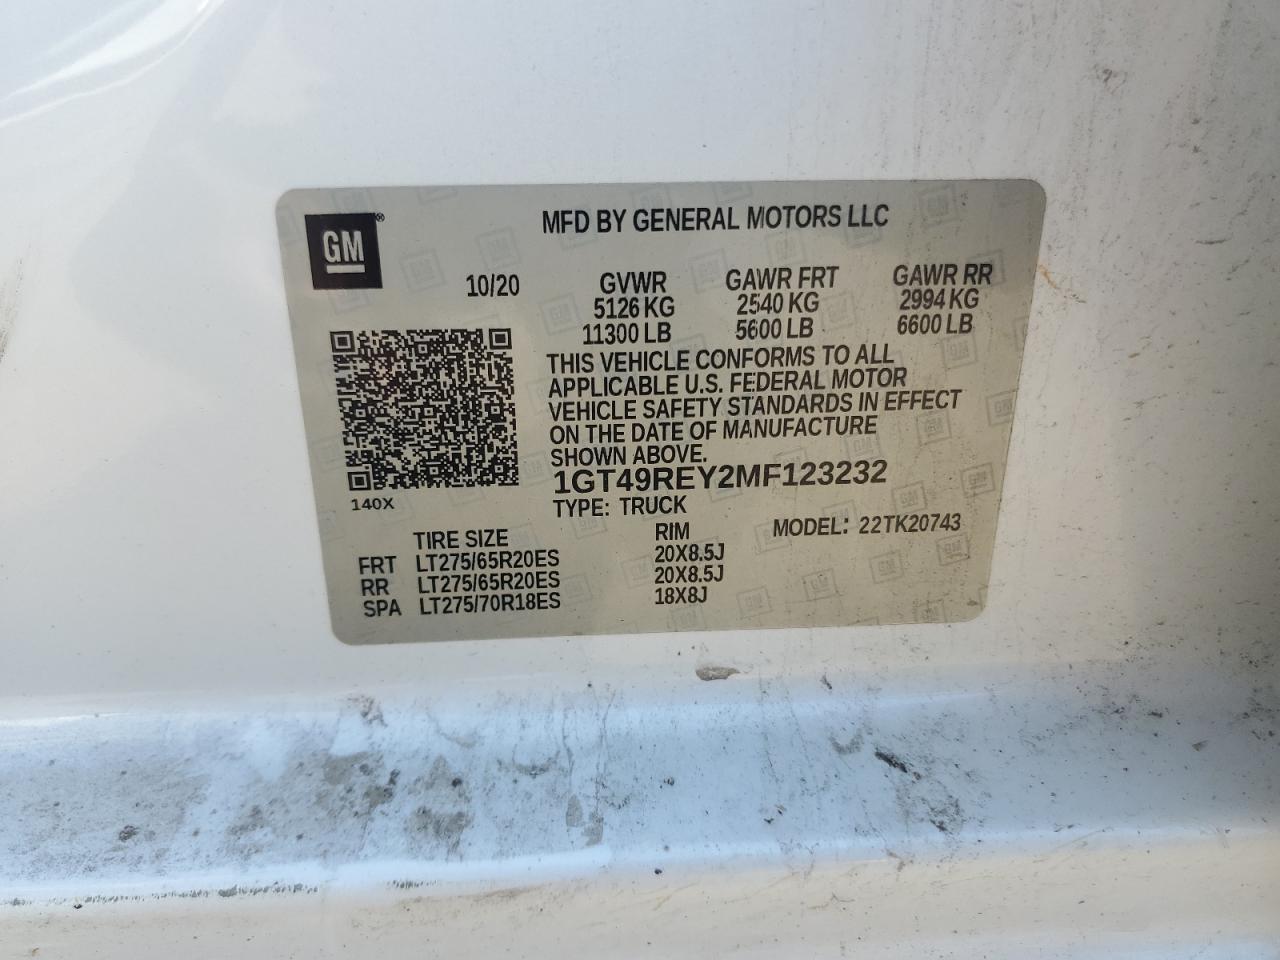 GM®
MFD BY GENERAL MOTORS LLC
10/20 GVWR GAWR FRT GAWR RR
5126 KG 2540 KG 2994 KG
11300 LB 5600 LB 6600 LB
THIS VEHICLE CONFORMS TO ALL
APPLICABLE U.S. FEDERAL MOTOR
VEHICLE SAFETY STANDARDS IN EFFECT
ON THE DATE OF MANUFACTURE
SHOWN ABOVE.
1GT49REY2MF123232
140X
TYPE: TRUCK MODEL: 22TK20743
TIRE SIZE RIM
FRT LT275/65R20ES 20X8.5J
RR LT275/65R20ES 20X8.5J
SPA LT275/70R18ES 18X8J